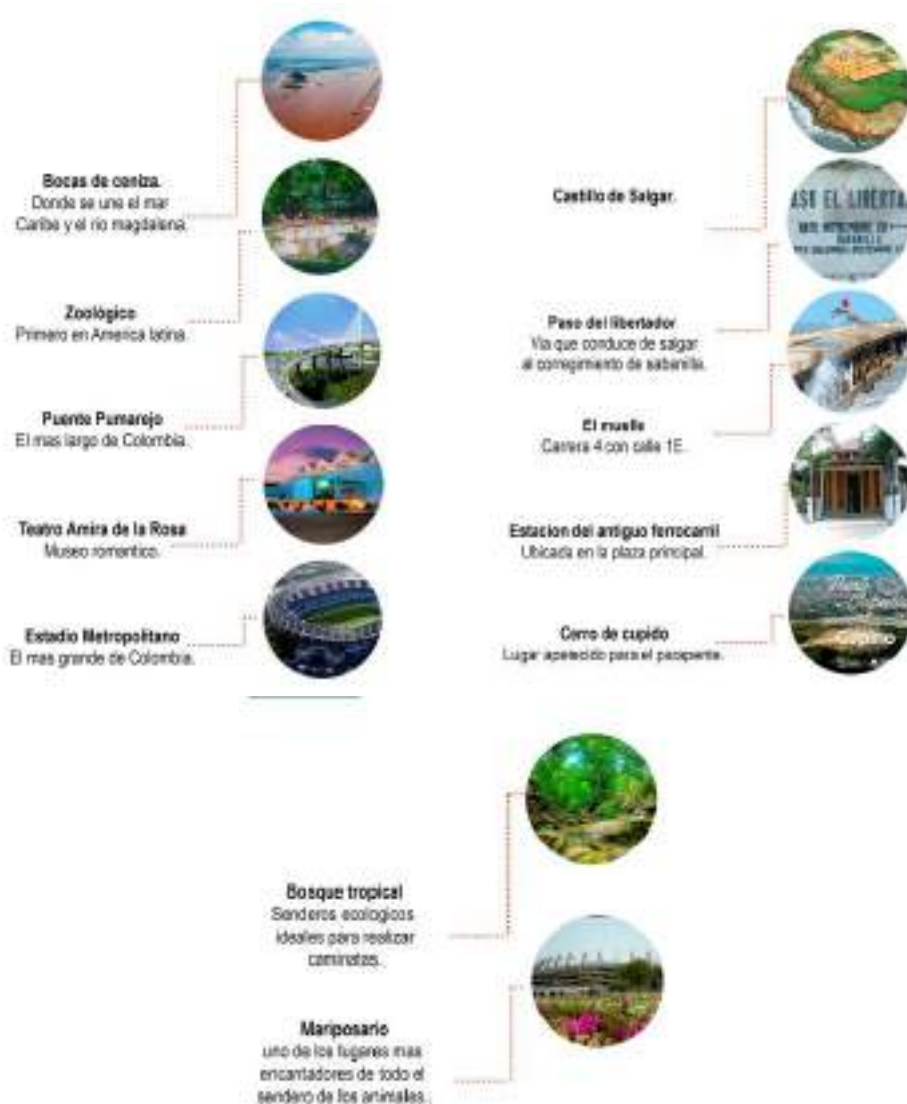 Bocas de ceniza.
Donde se une el mar
Caribe y el rio magdalena.
Zoológico
Primero en America latina.
Puente Pumarejo
El mas largo de Colombia.
Teatro Amira de la Rosa
Museo romantico.
Estadio Metropolitano
El mas grande de Colombia.
Castillo de Salgar.
ASO EL LIBERTA
Paso del libertador
Via que conduce de salgar
al corregimiento de sabanilla.
El muelle
Carrera 4 con calle 1E.
Estacion del antiguo ferrocarril
Ubicada en la plaza principal.
Cerro de cupido
Lugar apetecido para el parapente.
Bosque tropical
Senderos ecologicos
ideales para realizar
caminatas.
Mariposario
uno de los lugares mas
encantadores de todo el
sendero de los animales.